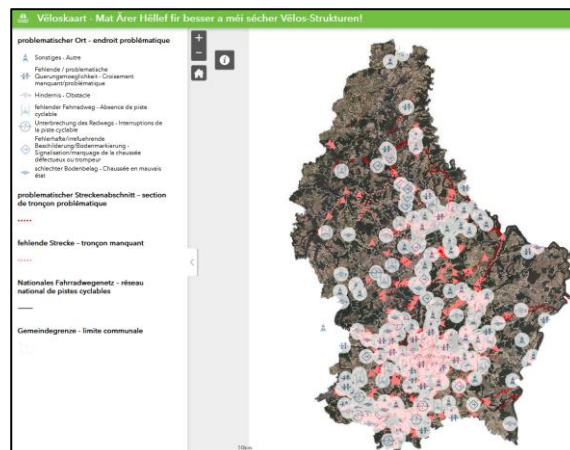 Vëloskaart - Mat Ärer Hëllef fir besser a méi sécher Vëlos-Strukturen!
problematischer Ort - endroit problématique
Sonstiges - Autre
Fehlende / problematische
Querungsmoeglichkeit - Croisement
manquant/problématique
Hindernis - Obstacle
fehlender Fahrradweg - Absence de piste
cyclable
Unterbrechung des Radwegs - Interruptions de
la piste cyclable
Fehlerhafte/irrefuehrende
Beschilderung/Bodenmarkierung -
Signalisation/marquage de la chaussée
défectueux ou trompeur
schlechter Bodenbelag - Chaussée en mauvais
état
problematischer Streckenabschnitt - section
de tronçon problématique
fehlende Strecke - tronçon manquant
Nationales Fahrradwegenetz - réseau
national de pistes cyclables
Gemeindegrenze - limite communale
10km